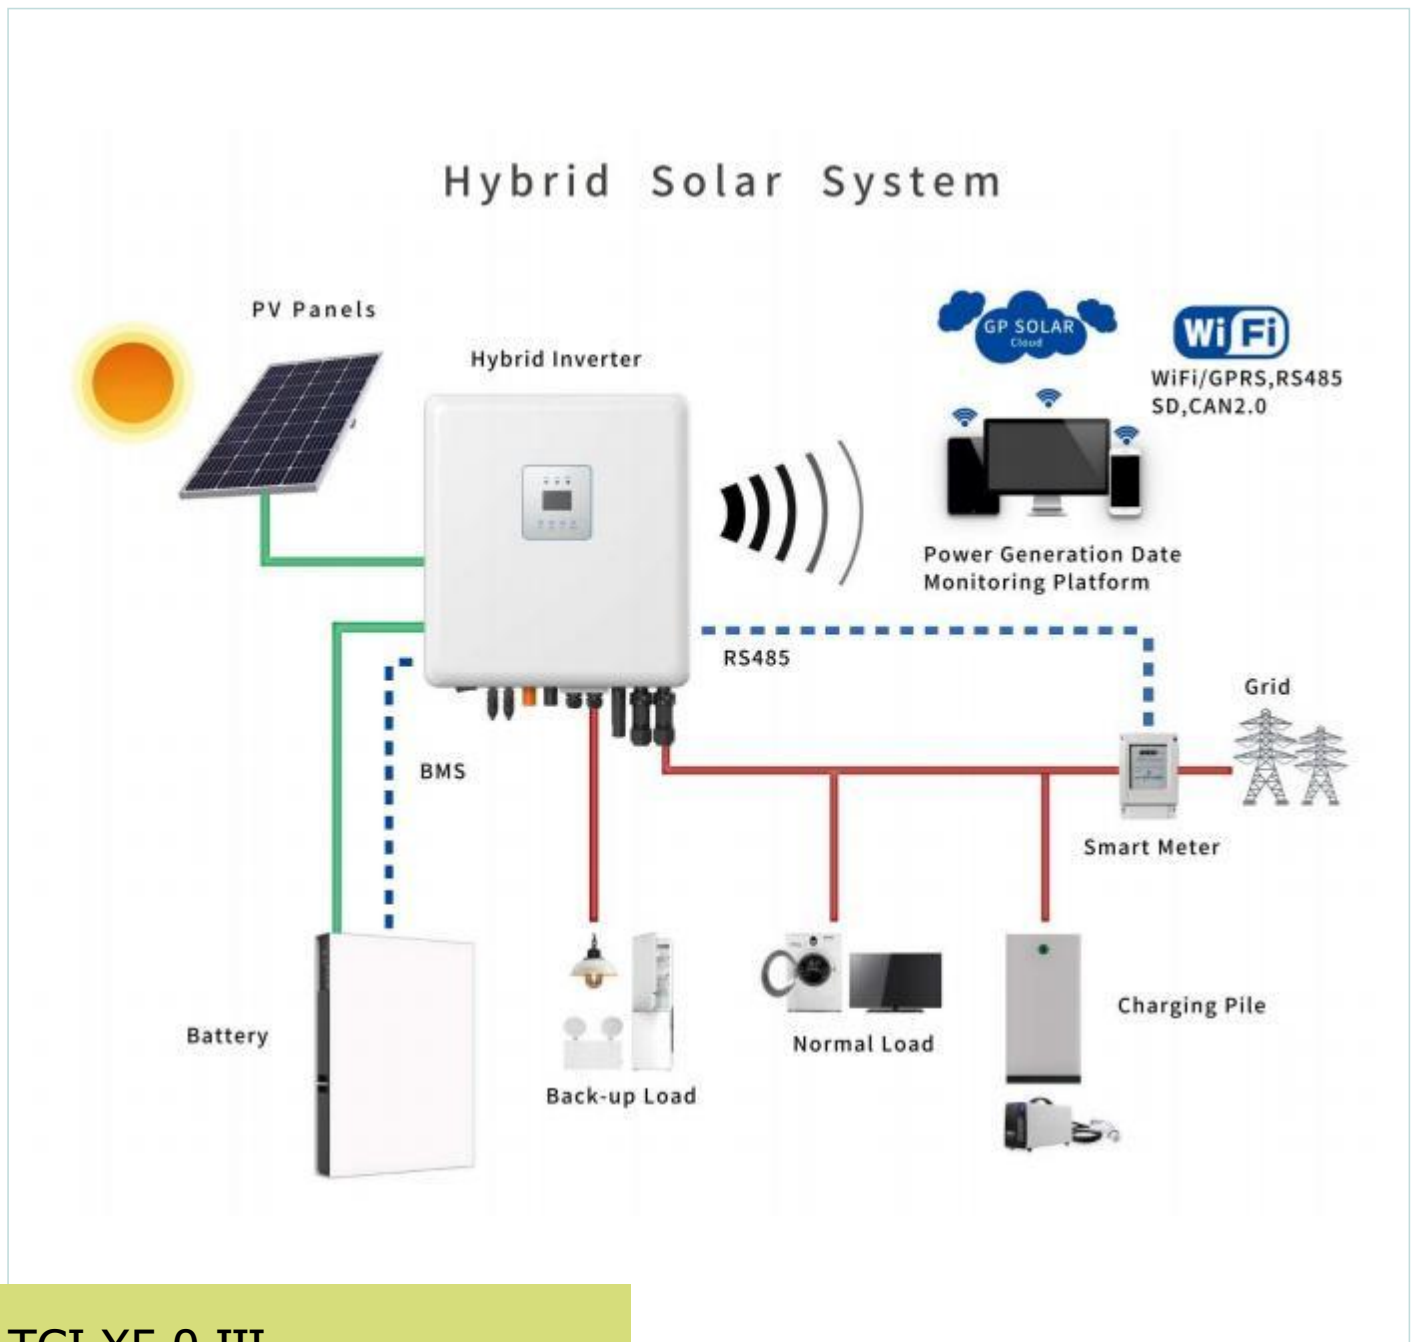 Hybrid Solar System
PV Panels
Hybrid Inverter
GP SOLAR
Cloud
WiFi
WiFi/GPRS,RS485
SD,CAN2.0
Power Generation Date
Monitoring Platform
RS485
Grid
BMS
Smart Meter
Battery
Back-up Load
Normal Load
Charging Pile